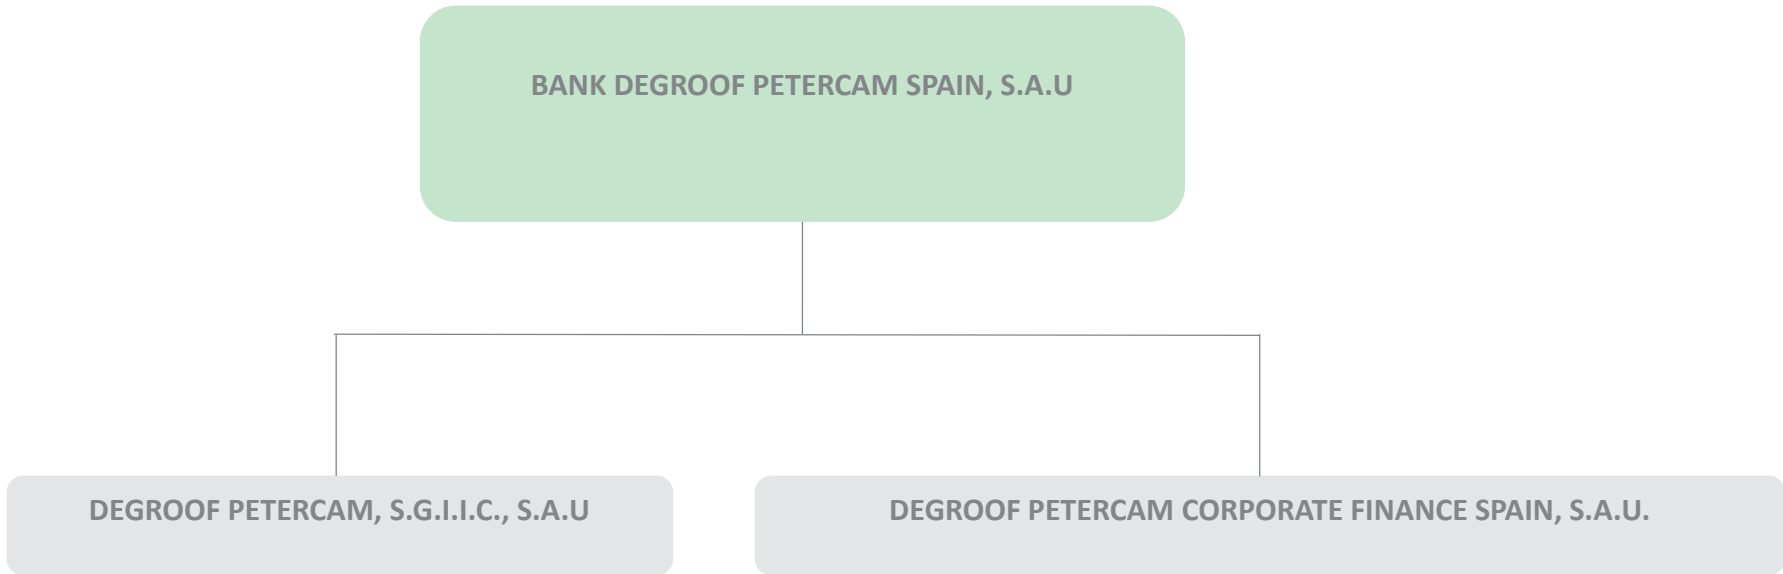 BANK DEGROOF PETERCAM SPAIN, S.A.U
DEGROOF PETERCAM, S.G.I.I.C., S.A.U
DEGROOF PETERCAM CORPORATE FINANCE SPAIN, S.A.U.